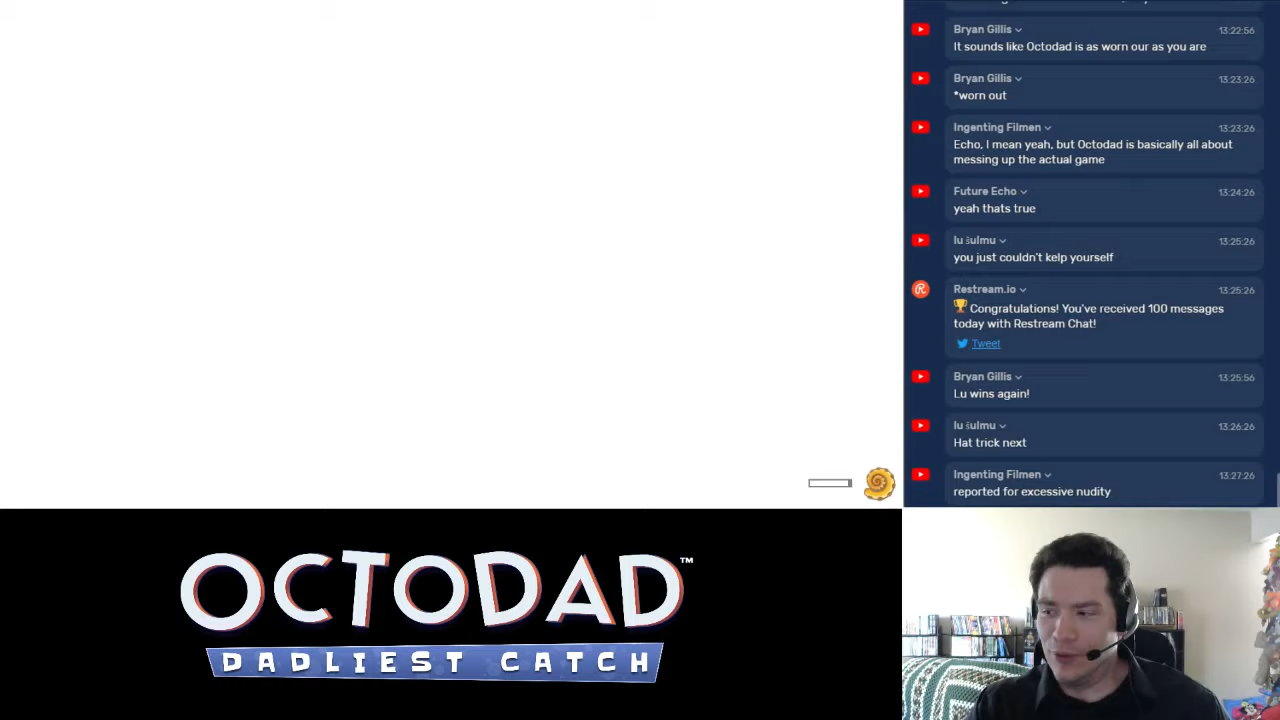 Bryan Gillis
13:22:56
It sounds like Octodad is as worn our as you are
Bryan Gillis
13:23:26
*worn out
Ingenting Filmen
13:23:26
Echo, I mean yeah, but Octodad is basically all about
messing up the actual game
Future Echo
13:24:26
yeah thats true
lu šulmu
13:25:26
you just couldn't kelp yourself
Restream.io
13:25:26
Congratulations! You've received 100 messages
today with Restream Chat!
Tweet
Bryan Gillis
13:25:56
Lu wins again!
lu šulmu
13:26:26
Hat trick next
Ingenting Filmen
13:27:26
reported for excessive nudity
OCTODAD™
DADLIEST CATCH